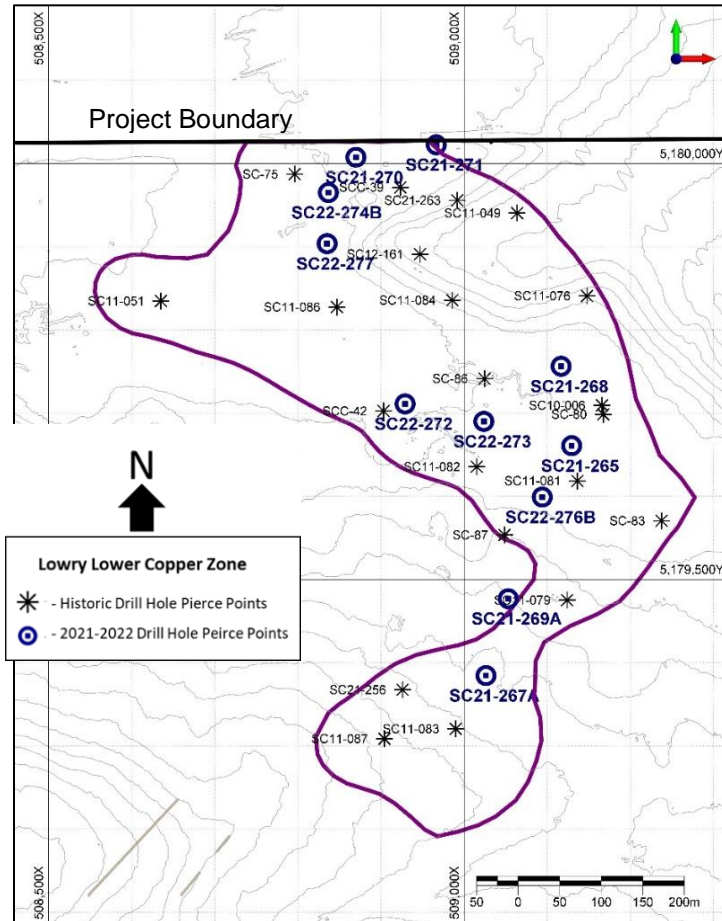 508,500X
509,000X
Project Boundary
5,180,000Y
SC21-271
SC21-270
SC-75
SCC-39
SC21-263
SC22-274B
SC11-049
SC22-277
SC12-161
SC11-051
SC11-086
SC11-084
SC11-076
SC-86
SC21-268
SCC-42
SC22-272
SC22-273
SC10-006
SC-80
SC21-265
SC11-082
SC11-081
SC22-276B
SC-83
SC-87
N
Lowry Lower Copper Zone
- Historic Drill Hole Pierce Points
- 2021-2022 Drill Hole Peirce Points
5,179,500Y
SC21-269A
SC21-267A
SC21-256
SC11-083
SC11-087
508,500X
509,000X
50 0 50 100 150 200m